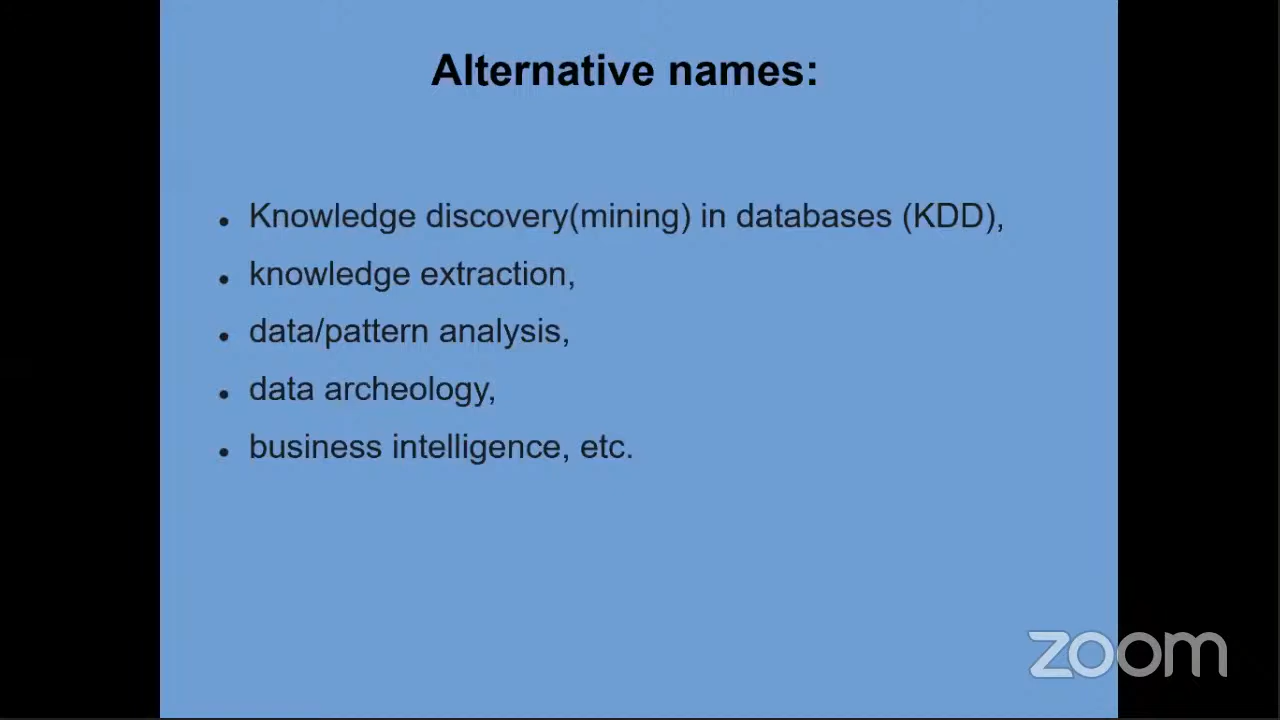 Alternative names:
Knowledge discovery(mining) in databases (KDD),
knowledge extraction,
data/pattern analysis,
data archeology,
business intelligence, etc.
zoom